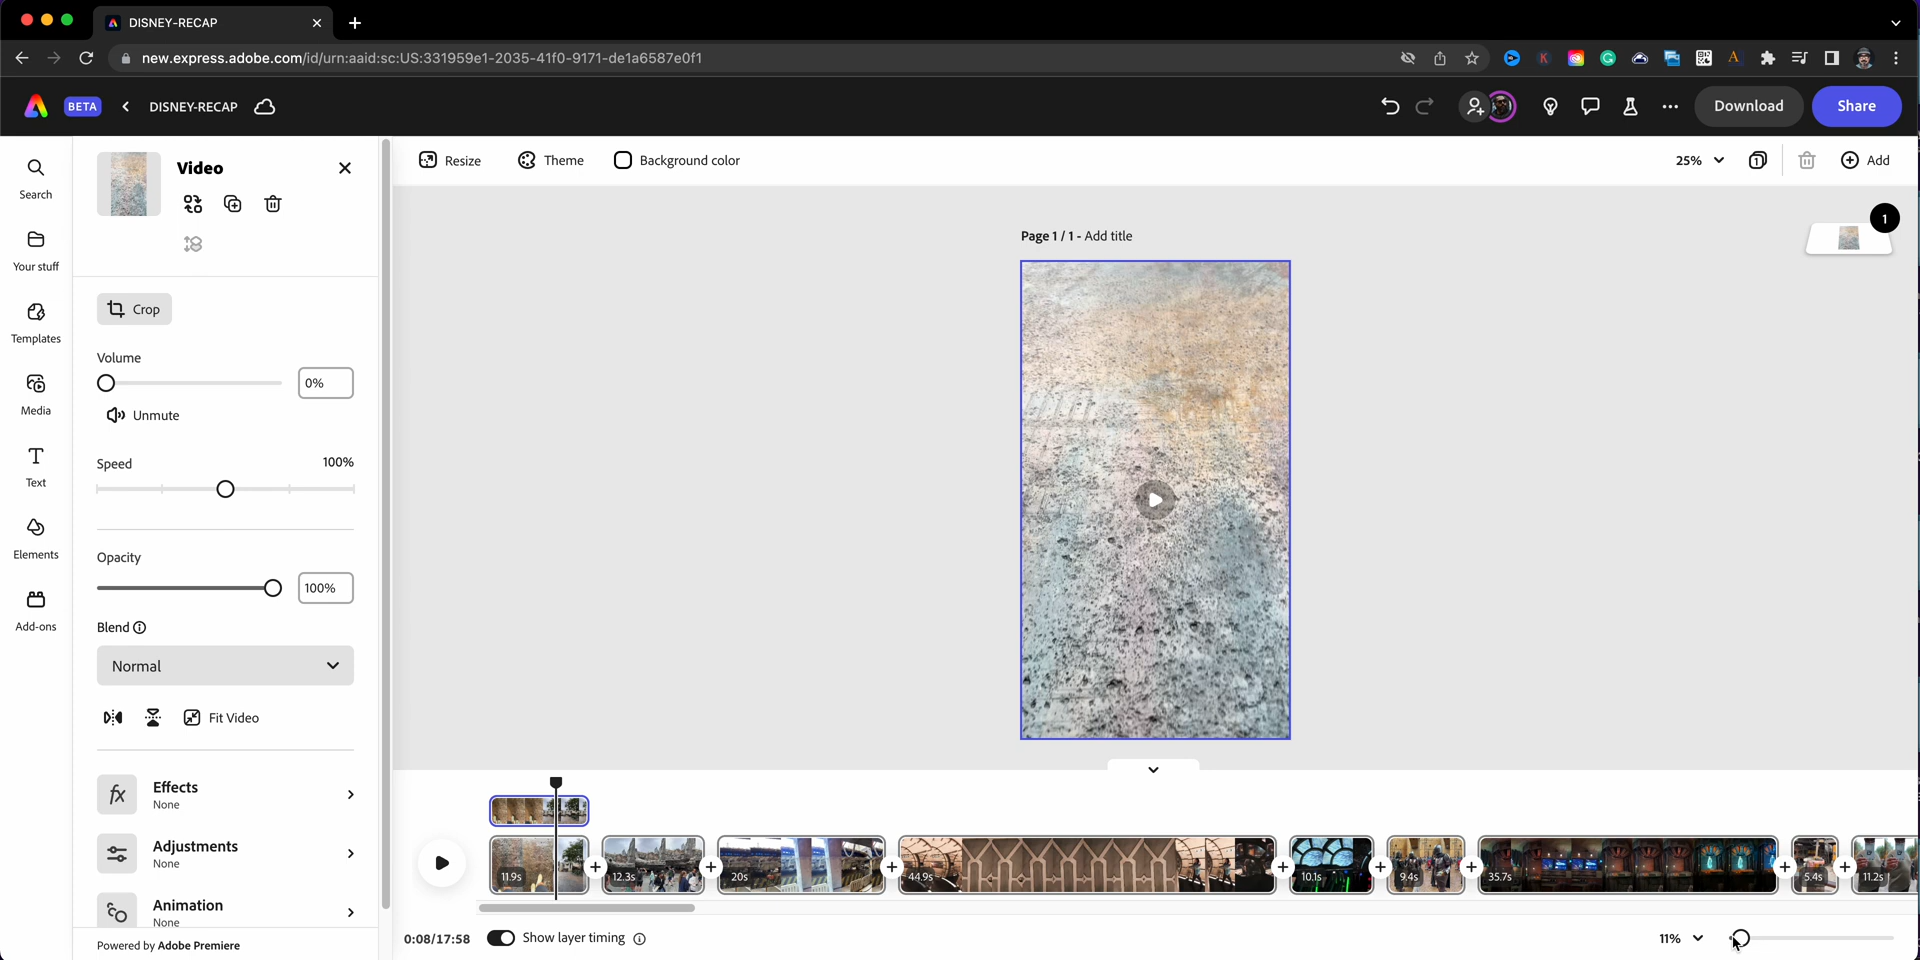 DISNEY-RECAP
new.express.adobe.com/id/urn:aaid:sc:US:331959e1-2035-41f0-9171-de1a6587e0f1
BETA
DISNEY-RECAP
Download
Share
Search
Your stuff
Templates
Media
Text
Elements
Add-ons
Video
Crop
Volume
0%
Unmute
Speed
100%
Opacity
100%
Blend
Normal
Fit Video
Effects
None
Adjustments
None
Animation
None
Powered by Adobe Premiere
Resize
Theme
Background color
25%
1
Add
Page 1 / 1 - Add title
1
11.9s
12.3s
20s
44.9s
10.1s
9.4s
35.7s
5.4s
11.2s
0:08/17:58
Show layer timing
11%